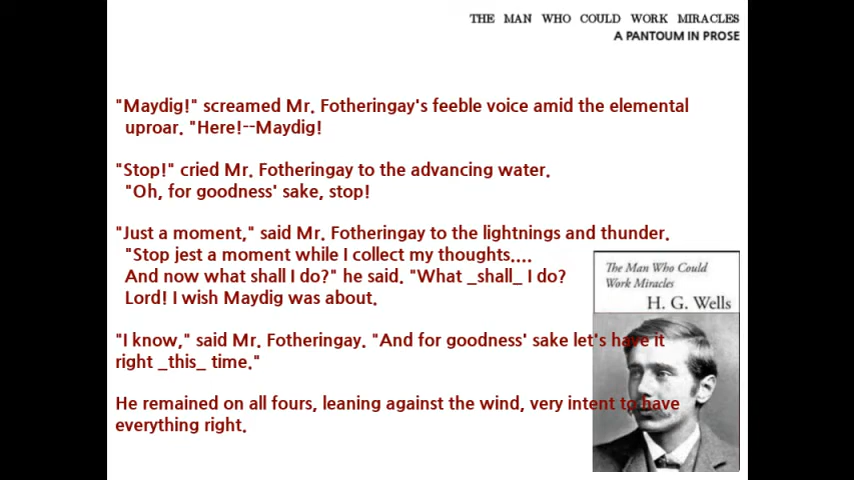 THE MAN WHO COULD WORK MIRACLES
A PANTOUM IN PROSE
"Maydig!" screamed Mr. Fotheringay's feeble voice amid the elemental
uproar. "Here!--Maydig!
"Stop!" cried Mr. Fotheringay to the advancing water.
"Oh, for goodness' sake, stop!
"Just a moment," said Mr. Fotheringay to the lightnings and thunder.
"Stop jest a moment while I collect my thoughts....
And now what shall I do?" he said. "What _shall_ I do?
Lord! I wish Maydig was about.
"I know," said Mr. Fotheringay. "And for goodness' sake let's have it
right _this_ time."
He remained on all fours, leaning against the wind, very intent to have
everything right.
The Man Who Could
Work Miracles
H. G. Wells